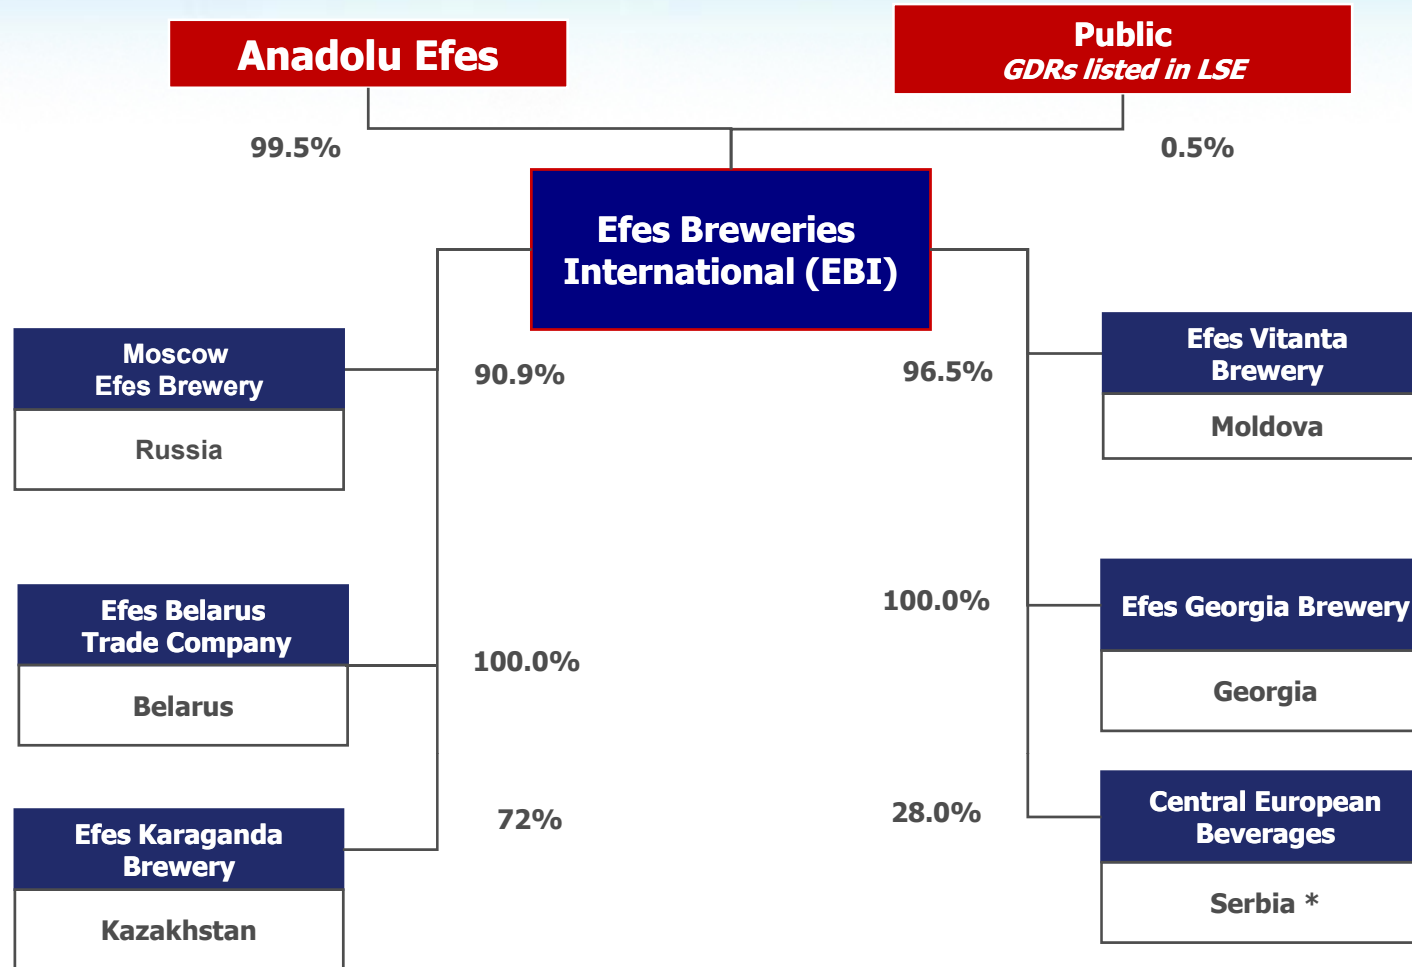 Anadolu Efes
Public
GDRs listed in LSE
99.5%
0.5%
Efes Breweries
International (EBI)
Moscow
Efes Brewery
Russia
90.9%
96.5%
Efes Vitanta
Brewery
Moldova
Efes Belarus
Trade Company
Belarus
100.0%
100.0%
Efes Georgia Brewery
Georgia
Efes Karaganda
Brewery
Kazakhstan
72%
28.0%
Central European
Beverages
Serbia *